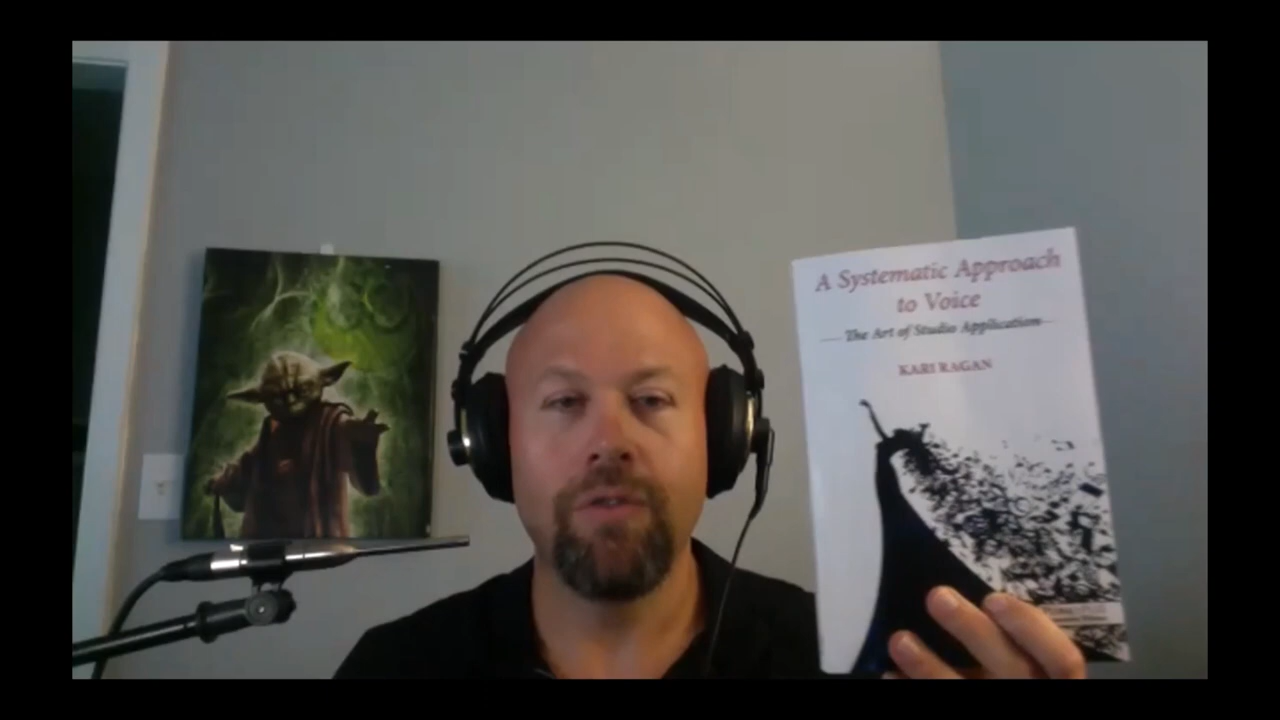 A Systematic Approach
to Voice
The Art of Studio Application
KARI RAGAN